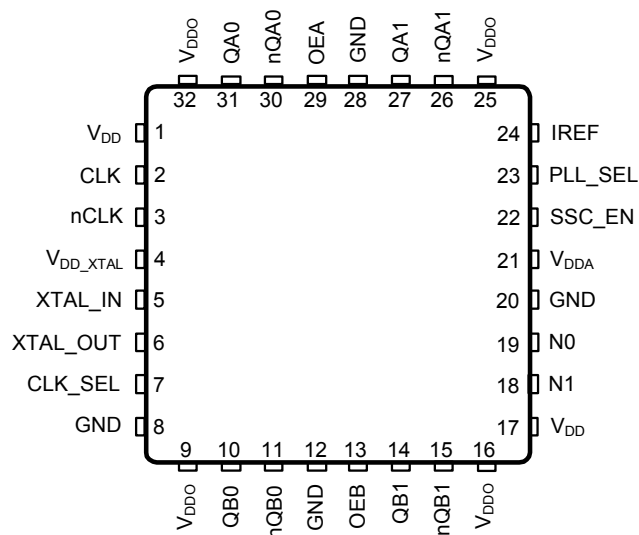 VDDO QA0 nQA0 OEA GND QA1 nQA1 VDDO
32 31 30 29 28 27 26 25
VDD 1 24 IREF
CLK 2 23 PLL_SEL
nCLK 3 22 SSC_EN
VDD_XTAL 4 21 VDDA
XTAL_IN 5 20 GND
XTAL_OUT 6 19 N0
CLK_SEL 7 18 N1
GND 8 17 VDD
9 10 11 12 13 14 15 16
VDDO QB0 nQB0 GND OEB QB1 nQB1 VDDO